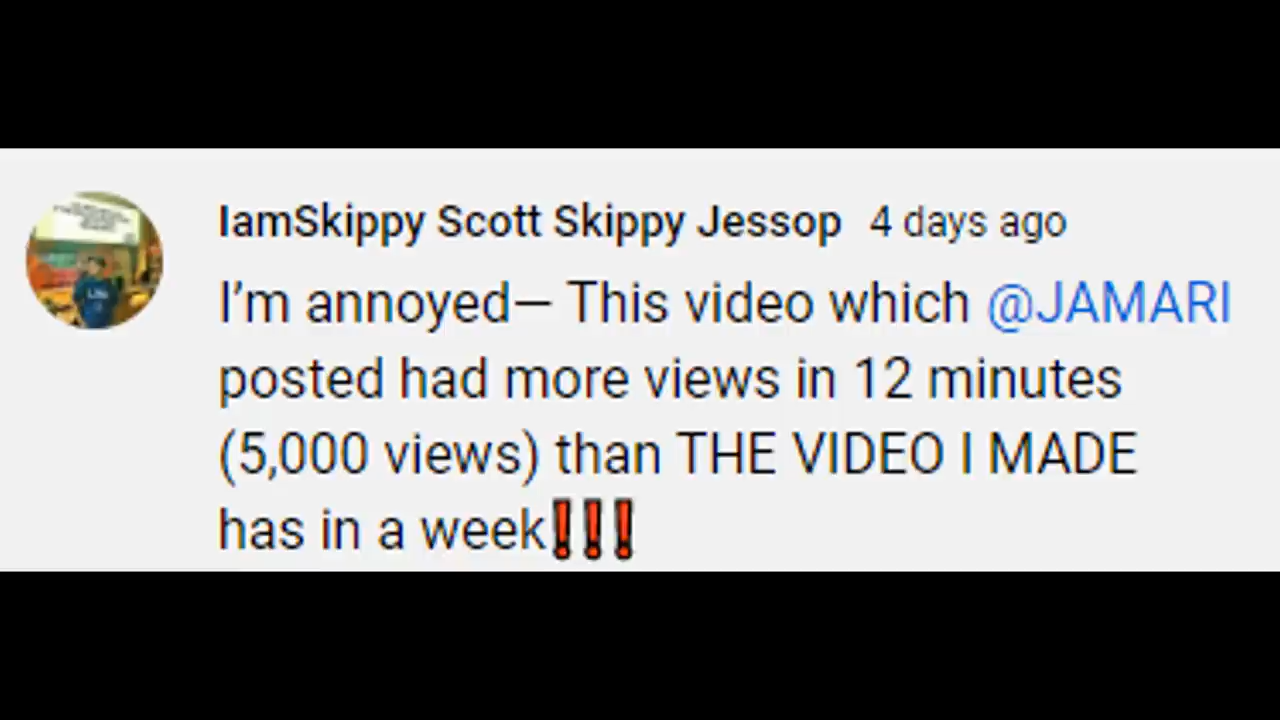 IamSkippy Scott Skippy Jessop 4 days ago
I’m annoyed— This video which @JAMARI
posted had more views in 12 minutes
(5,000 views) than THE VIDEO I MADE
has in a week❗❗❗